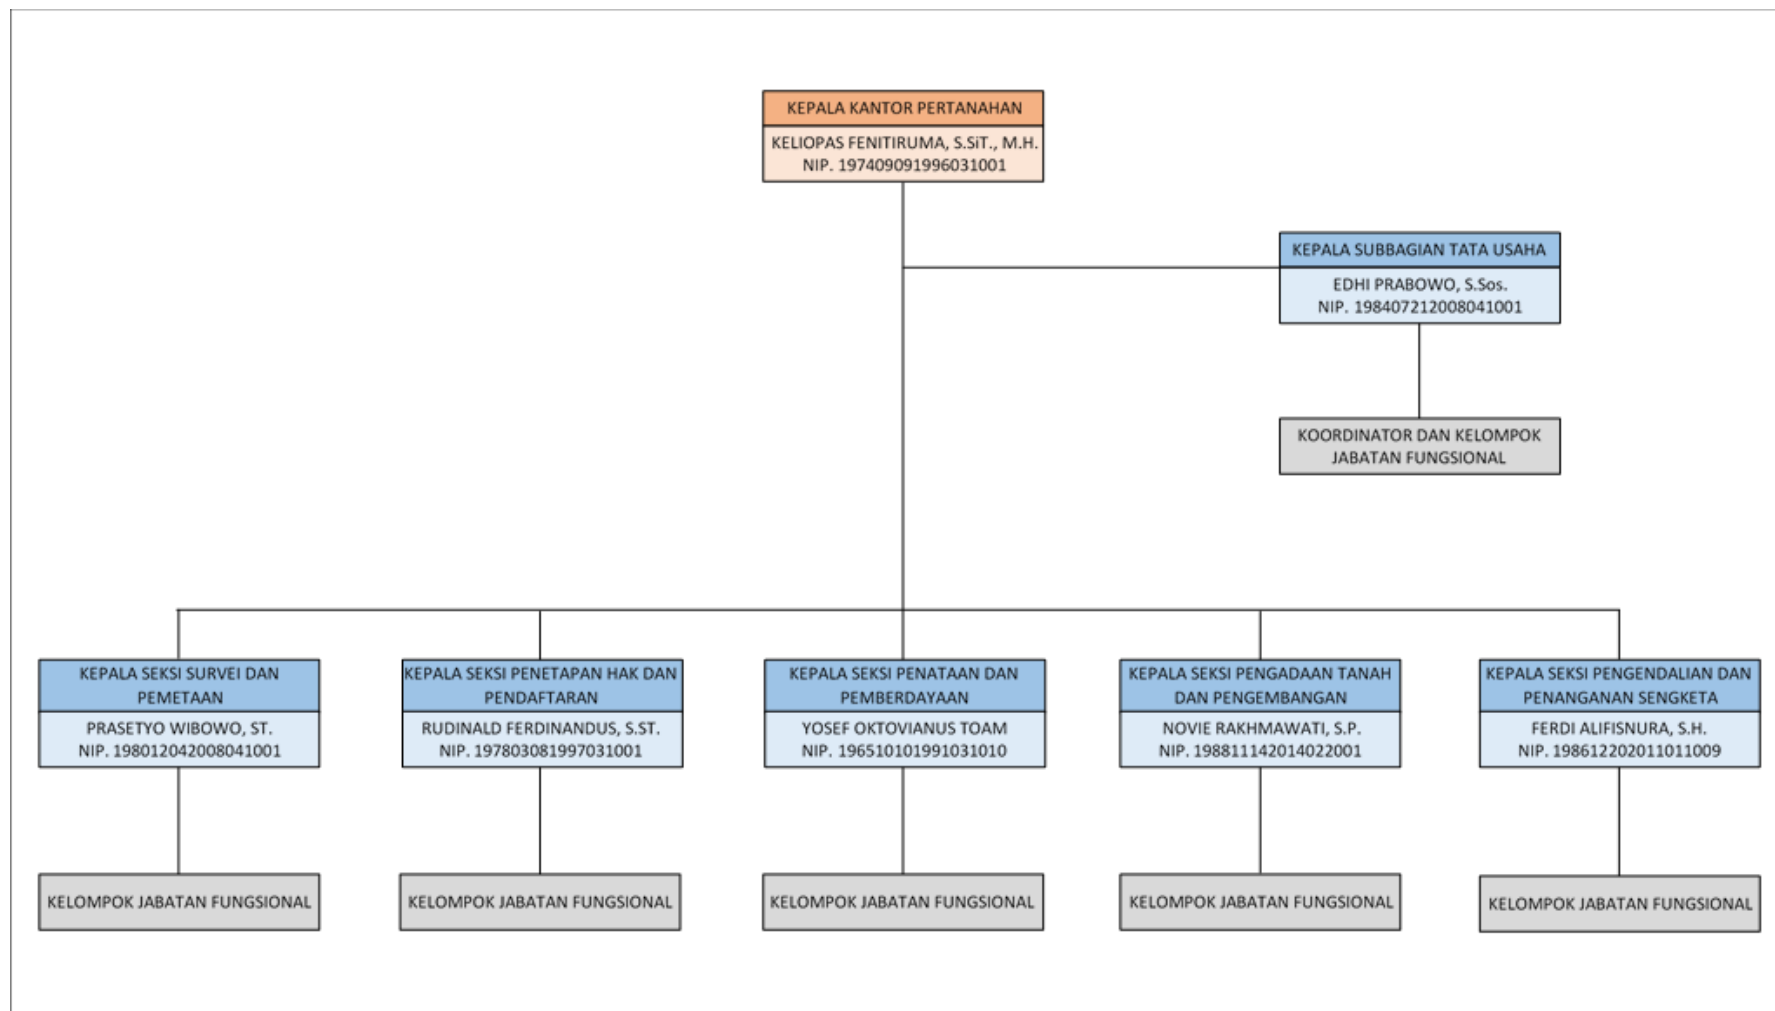 KEPALA KANTOR PERTANAHAN
KELIOPAS FENITIRUMA, S.SiT., M.H.
NIP. 197409091996031001
KEPALA SUBBAGIAN TATA USAHA
EDHI PRABOWO, S.Sos.
NIP. 198407212008041001
KOORDINATOR DAN KELOMPOK
JABATAN FUNGSIONAL
KEPALA SEKSI SURVEI DAN
PEMETAAN
PRASETYO WIBOWO, ST.
NIP. 198012042008041001
KELOMPOK JABATAN FUNGSIONAL
KEPALA SEKSI PENETAPAN HAK DAN
PENDAFTARAN
RUDINALD FERDINANDUS, S.ST.
NIP. 197803081997031001
KELOMPOK JABATAN FUNGSIONAL
KEPALA SEKSI PENATAAN DAN
PEMBERDAYAAN
YOSEF OKTOVIANUS TOAM
NIP. 196510101991031010
KELOMPOK JABATAN FUNGSIONAL
KEPALA SEKSI PENGADAAN TANAH
DAN PENGEMBANGAN
NOVIE RAKHMAWATI, S.P.
NIP. 198811142014022001
KELOMPOK JABATAN FUNGSIONAL
KEPALA SEKSI PENGENDALIAN DAN
PENANGANAN SENGKETA
FERDI ALIFISNURA, S.H.
NIP. 198612202011011009
KELOMPOK JABATAN FUNGSIONAL